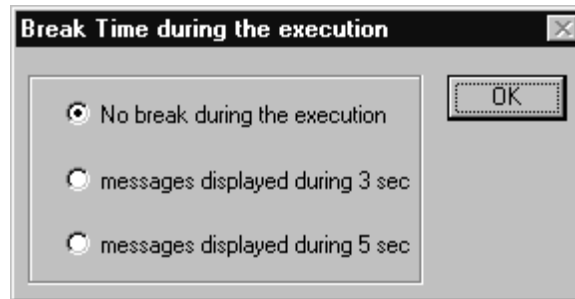 Break Time during the execution
No break during the execution
OK
messages displayed during 3 sec
messages displayed during 5 sec